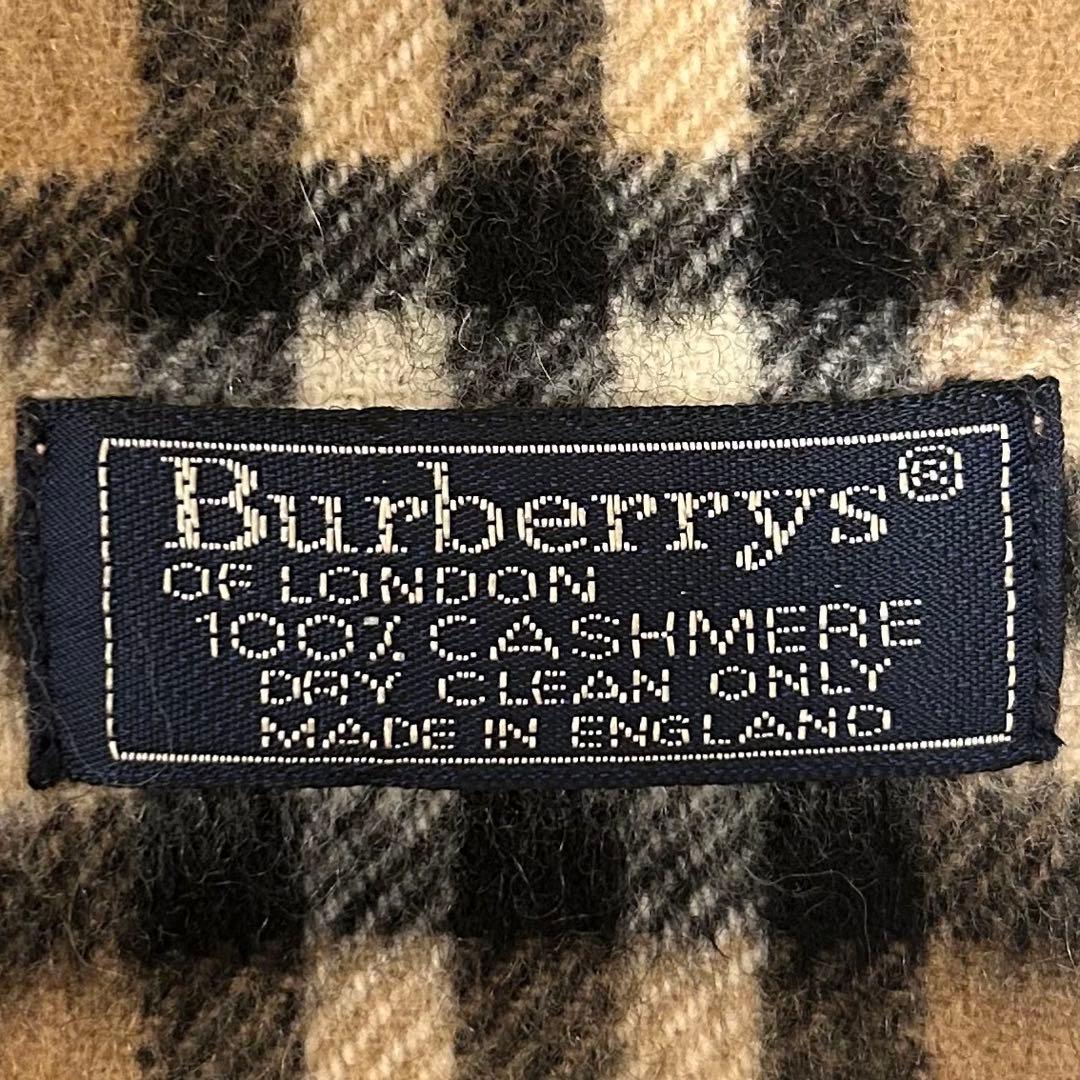 Burberrys®
OF LONDON
100% CASHMERE
DRY CLEAN ONLY
MADE IN ENGLAND